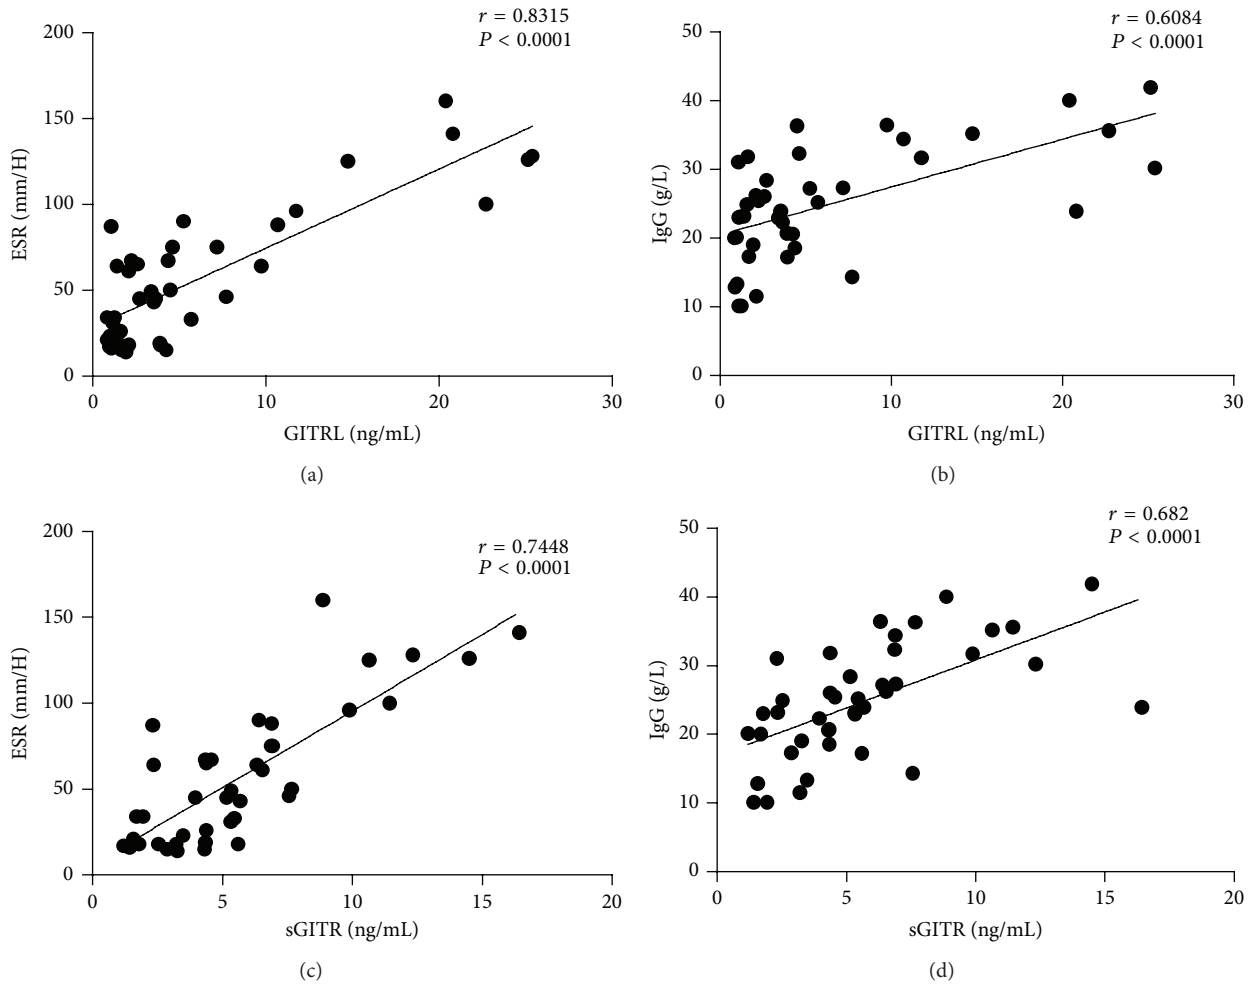 r = 0.8315
P < 0.0001
200
150
100
50
0
ESR (mm/H)
0 10 20 30
GITRL (ng/mL)
(a)
r = 0.6084
P < 0.0001
50
40
30
20
10
0
IgG (g/L)
0 10 20 30
GITRL (ng/mL)
(b)
r = 0.7448
P < 0.0001
200
150
100
50
0
ESR (mm/H)
0 5 10 15 20
sGITR (ng/mL)
(c)
r = 0.682
P < 0.0001
50
40
30
20
10
0
IgG (g/L)
0 5 10 15 20
sGITR (ng/mL)
(d)